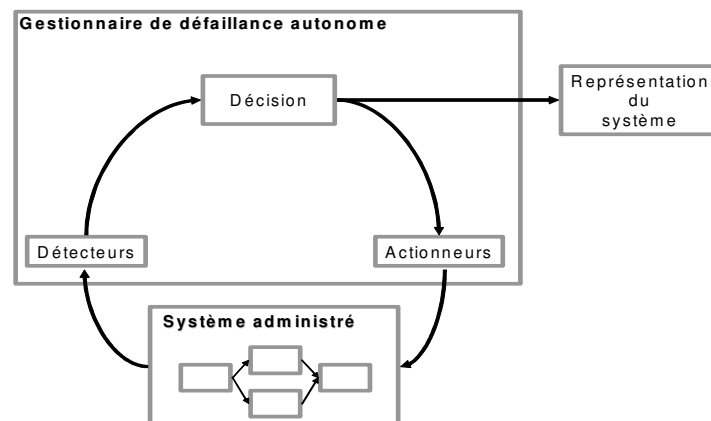 Gestionnaire de défaillance autonome
Décision
Représentation
du
système
Détecteurs
Actionneurs
Système administré